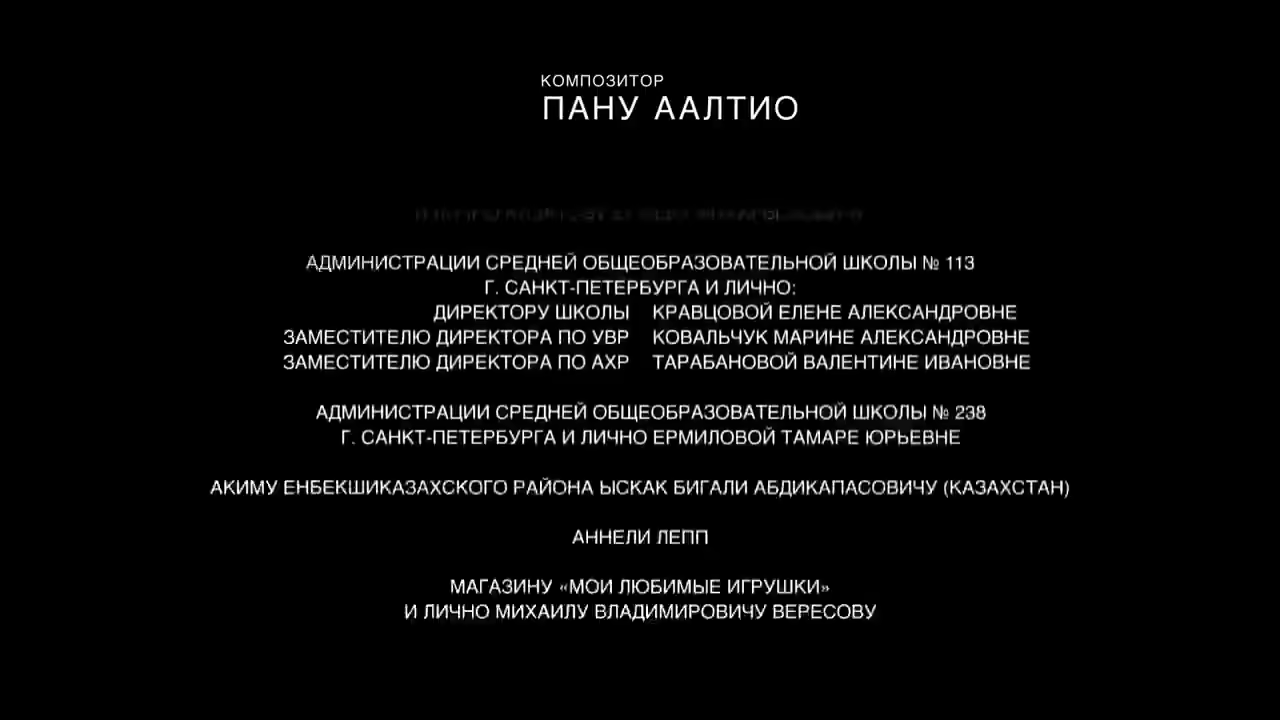 КОМПОЗИТОР
ПАНУ ААЛТИО
АДМИНИСТРАЦИИ СРЕДНЕЙ ОБЩЕОБРАЗОВАТЕЛЬНОЙ ШКОЛЫ № 113
Г. САНКТ-ПЕТЕРБУРГА И ЛИЧНО:
ДИРЕКТОРУ ШКОЛЫ КРАВЦОВОЙ ЕЛЕНЕ АЛЕКСАНДРОВНЕ
ЗАМЕСТИТЕЛЮ ДИРЕКТОРА ПО УВР КОВАЛЬЧУК МАРИНЕ АЛЕКСАНДРОВНЕ
ЗАМЕСТИТЕЛЮ ДИРЕКТОРА ПО АХР ТАРАБАНОВОЙ ВАЛЕНТИНЕ ИВАНОВНЕ
АДМИНИСТРАЦИИ СРЕДНЕЙ ОБЩЕОБРАЗОВАТЕЛЬНОЙ ШКОЛЫ № 238
Г. САНКТ-ПЕТЕРБУРГА И ЛИЧНО ЕРМИЛОВОЙ ТАМАРЕ ЮРЬЕВНЕ
АКИМУ ЕНБЕКШИКАЗАХСКОГО РАЙОНА ЫСКАК БИГАЛИ АБДИКАПАСОВИЧУ (КАЗАХСТАН)
АННЕЛИ ЛЕПП
МАГАЗИНУ «МОИ ЛЮБИМЫЕ ИГРУШКИ»
И ЛИЧНО МИХАИЛУ ВЛАДИМИРОВИЧУ ВЕРЕСОВУ